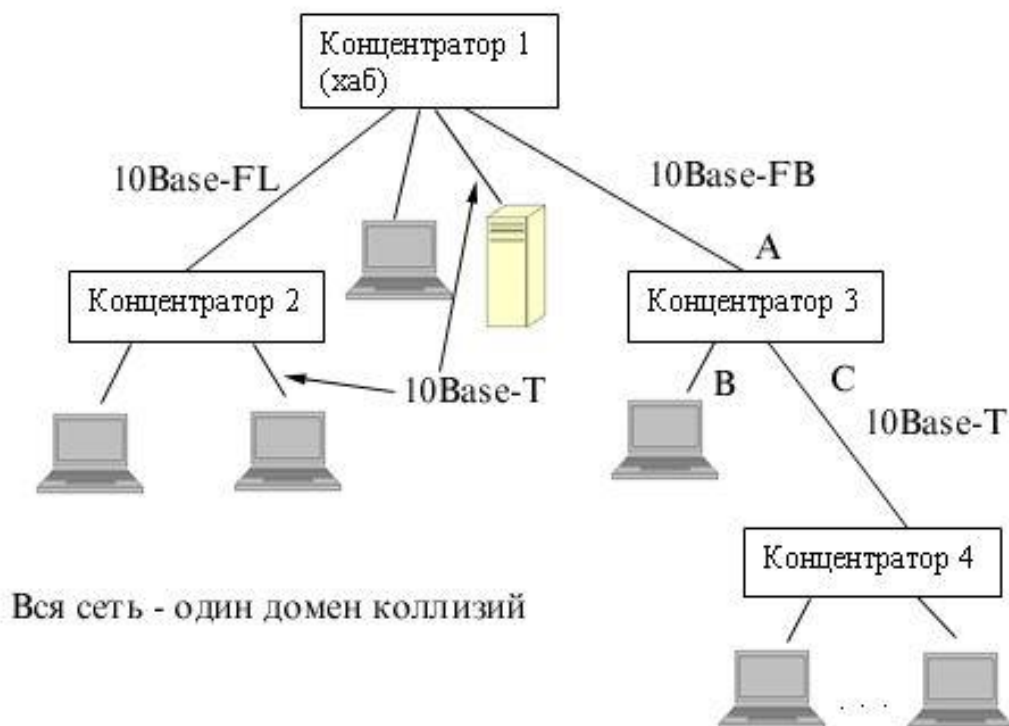 Концентратор 1
(хаб)
10Base-FL
10Base-FB
A
Концентратор 2
Концентратор 3
10Base-T
B
C
10Base-T
Концентратор 4
Вся сеть - один домен коллизий
. . .